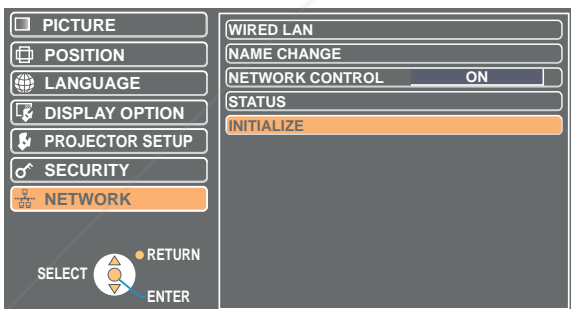 PICTURE
POSITION
LANGUAGE
DISPLAY OPTION
PROJECTOR SETUP
SECURITY
NETWORK
RETURN
SELECT
ENTER
WIRED LAN
NAME CHANGE
NETWORK CONTROL ON
STATUS
INITIALIZE